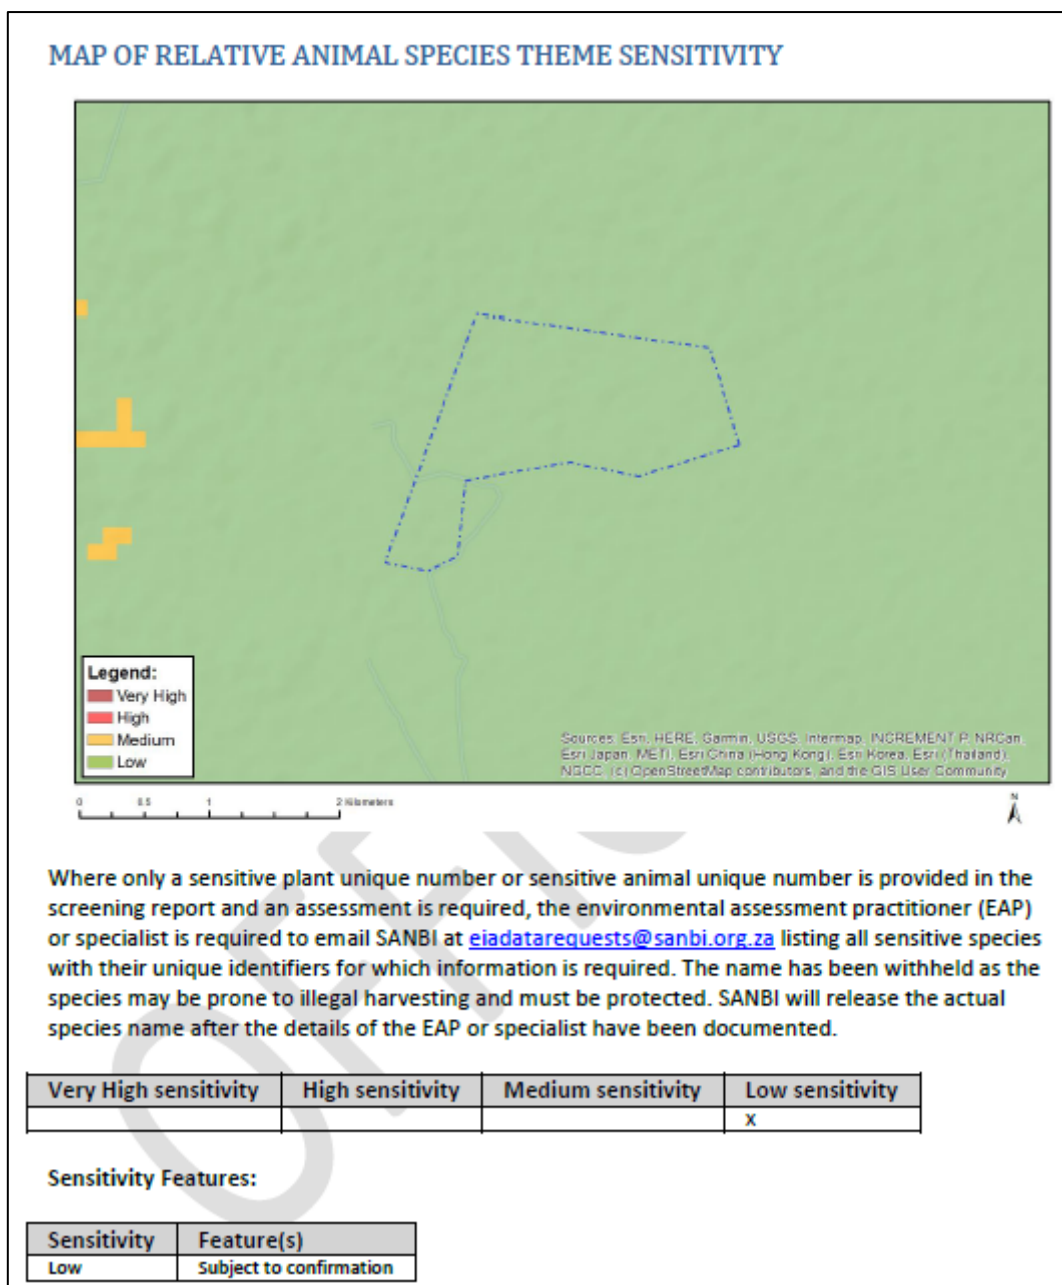 MAP OF RELATIVE ANIMAL SPECIES THEME SENSITIVITY
Legend:
Very High
High
Medium
Low
Sources: Esri, HERE, Garmin, USGS, Intermap, INCREMENT P, NRCan,
Esri Japan, METI, Esri China (Hong Kong), Esri Korea, Esri (Thailand),
NGCC, (c) OpenStreetMap contributors, and the GIS User Community
0 0.5 1 2 Kilometers
N
Where only a sensitive plant unique number or sensitive animal unique number is provided in the
screening report and an assessment is required, the environmental assessment practitioner (EAP)
or specialist is required to email SANBI at eiadatarequests@sanbi.org.za listing all sensitive species
with their unique identifiers for which information is required. The name has been withheld as the
species may be prone to illegal harvesting and must be protected. SANBI will release the actual
species name after the details of the EAP or specialist have been documented.
Very High sensitivity High sensitivity Medium sensitivity Low sensitivity
X
Sensitivity Features:
Sensitivity Feature(s)
Low Subject to confirmation